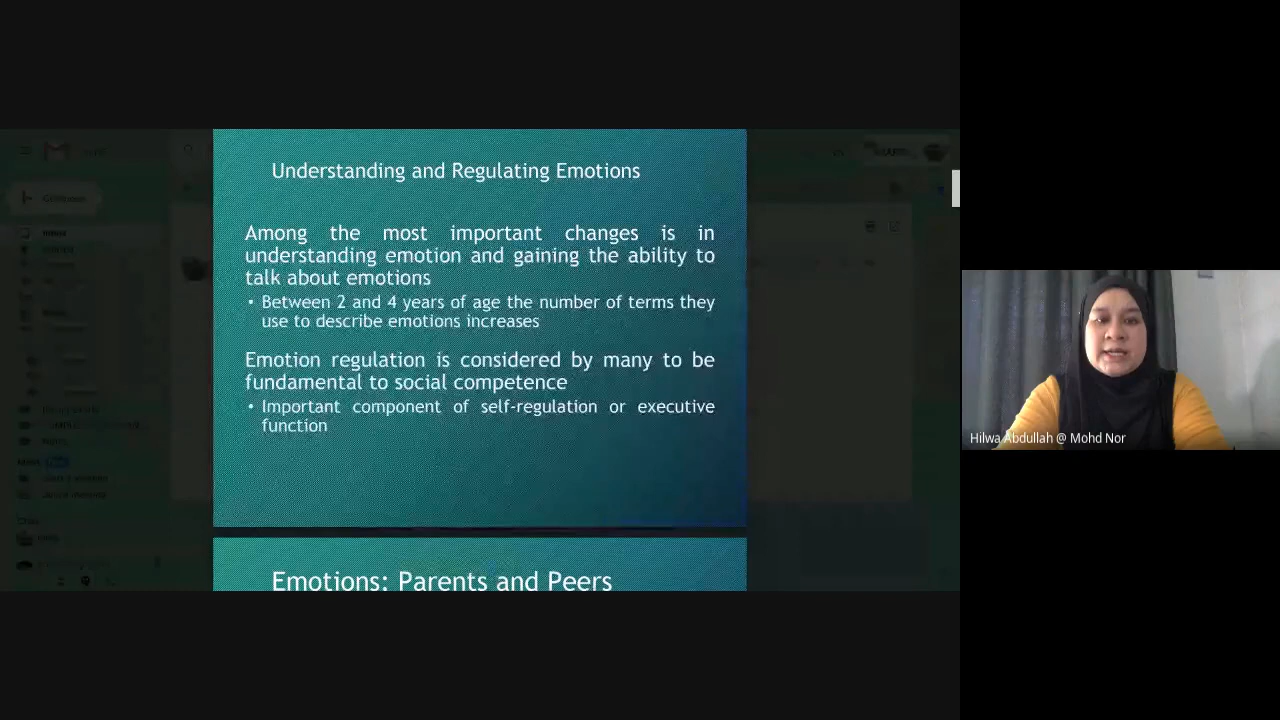 Understanding and Regulating Emotions
Among the most important changes is in
understanding emotion and gaining the ability to
talk about emotions
• Between 2 and 4 years of age the number of terms they
use to describe emotions increases
Emotion regulation is considered by many to be
fundamental to social competence
• Important component of self-regulation or executive
function
Emotions: Parents and Peers
Hilwa Abdullah @ Mohd Nor